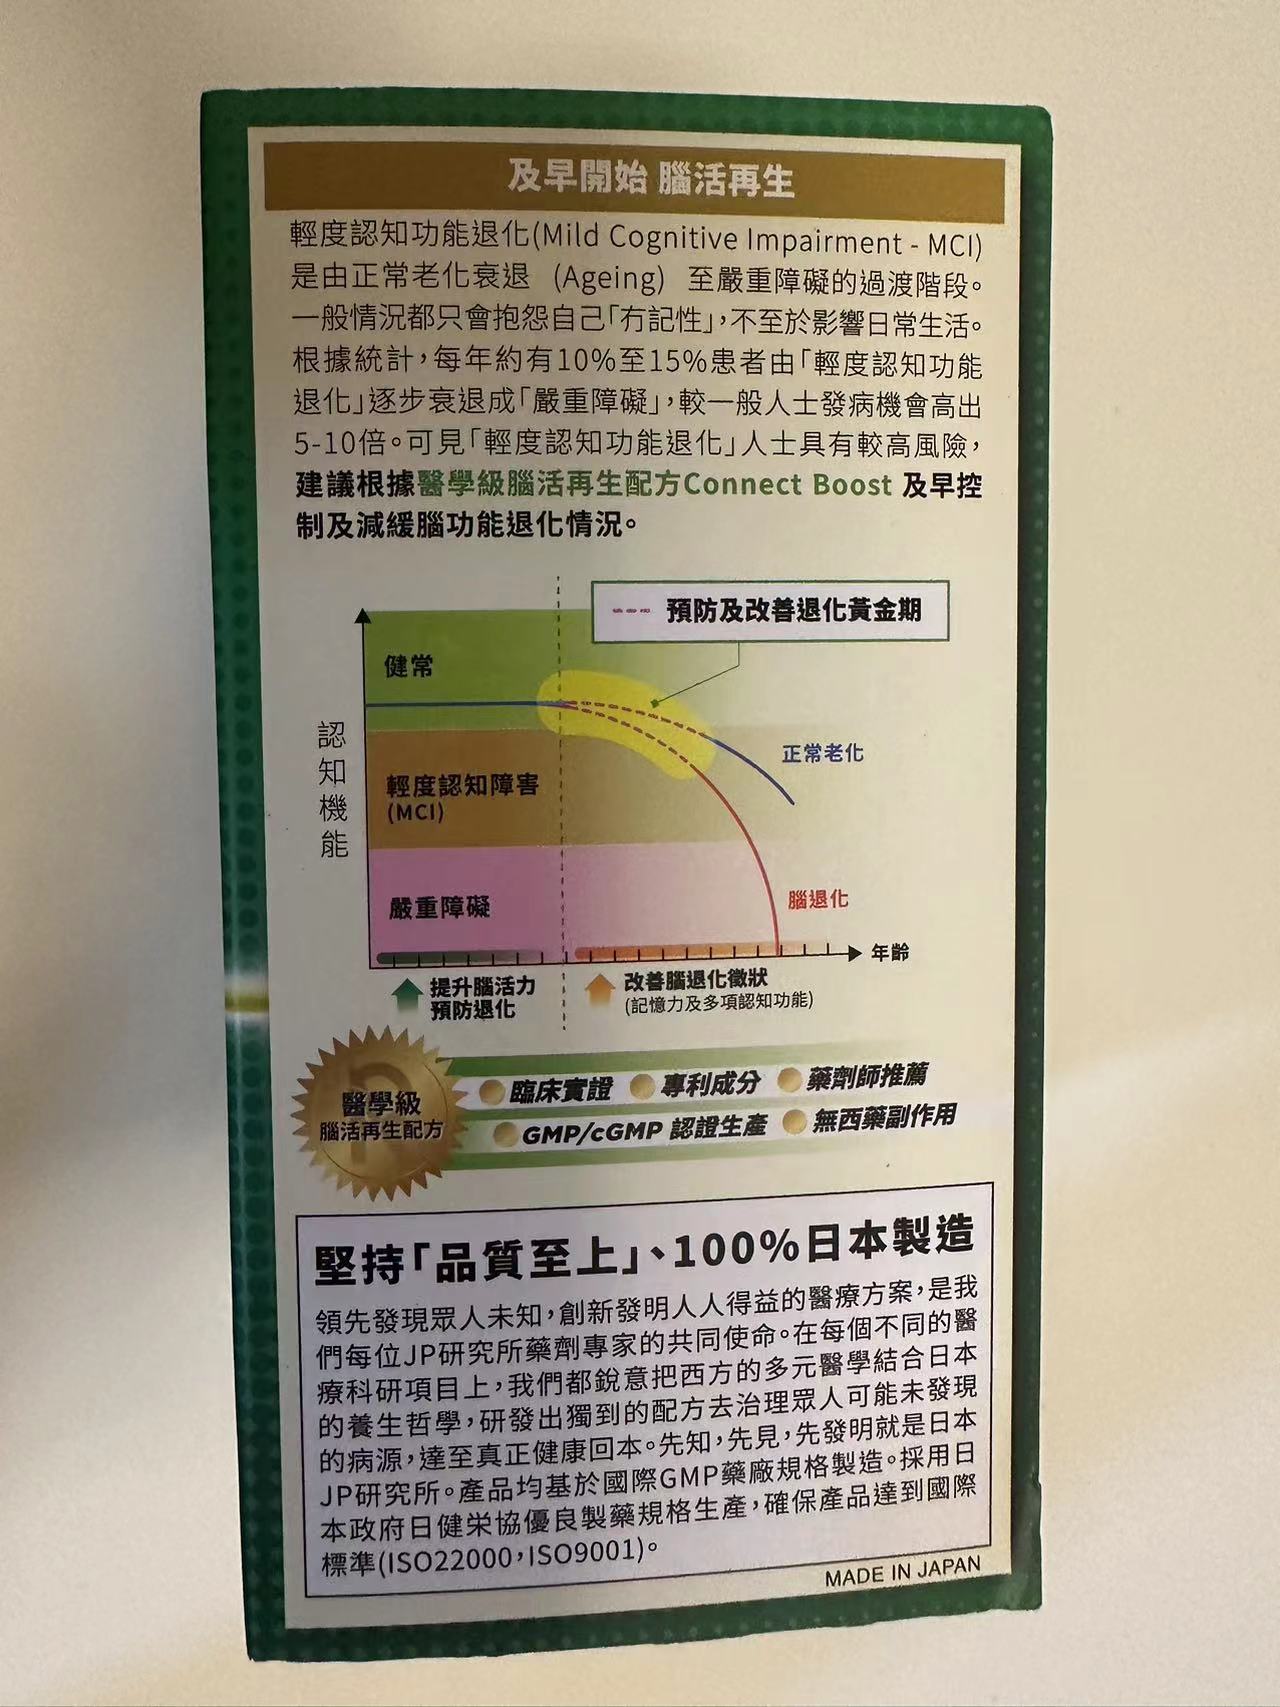 及早開始 腦活再生
輕度認知功能退化(Mild Cognitive Impairment - MCI)
是由正常老化衰退 (Ageing) 至嚴重障礙的過渡階段。
一般情況都只會抱怨自己「冇記性」，不至於影響日常生活。
根據統計，每年約有10%至15%患者由「輕度認知功能
退化」逐步衰退成「嚴重障礙」，較一般人士發病機會高出
5-10倍。可見「輕度認知功能退化」人士具有較高風險，
建議根據醫學級腦活再生配方Connect Boost 及早控
制及減緩腦功能退化情況。
預防及改善退化黃金期
健常
認知機能
正常老化
輕度認知障害
(MCI)
腦退化
嚴重障礙
年齡
提升腦活力
預防退化
改善腦退化徵狀
(記憶力及多項認知功能)
醫學級
腦活再生配方
臨床實證 專利成分 藥劑師推薦
GMP/cGMP 認證生產 無西藥副作用
堅持「品質至上」、100%日本製造
領先發現眾人未知，創新發明人人得益的醫療方案，是我
們每位JP研究所藥劑專家的共同使命。在每個不同的醫
療科研項目上，我們都銳意把西方的多元醫學結合日本
的養生哲學，研發出獨到的配方去治理眾人可能未發現
的病源，達至真正健康回本。先知，先見，先發明就是日本
JP研究所。產品均基於國際GMP藥廠規格製造。採用日
本政府日健栄協優良製藥規格生產，確保產品達到國際
標準(ISO22000，ISO9001)。
MADE IN JAPAN